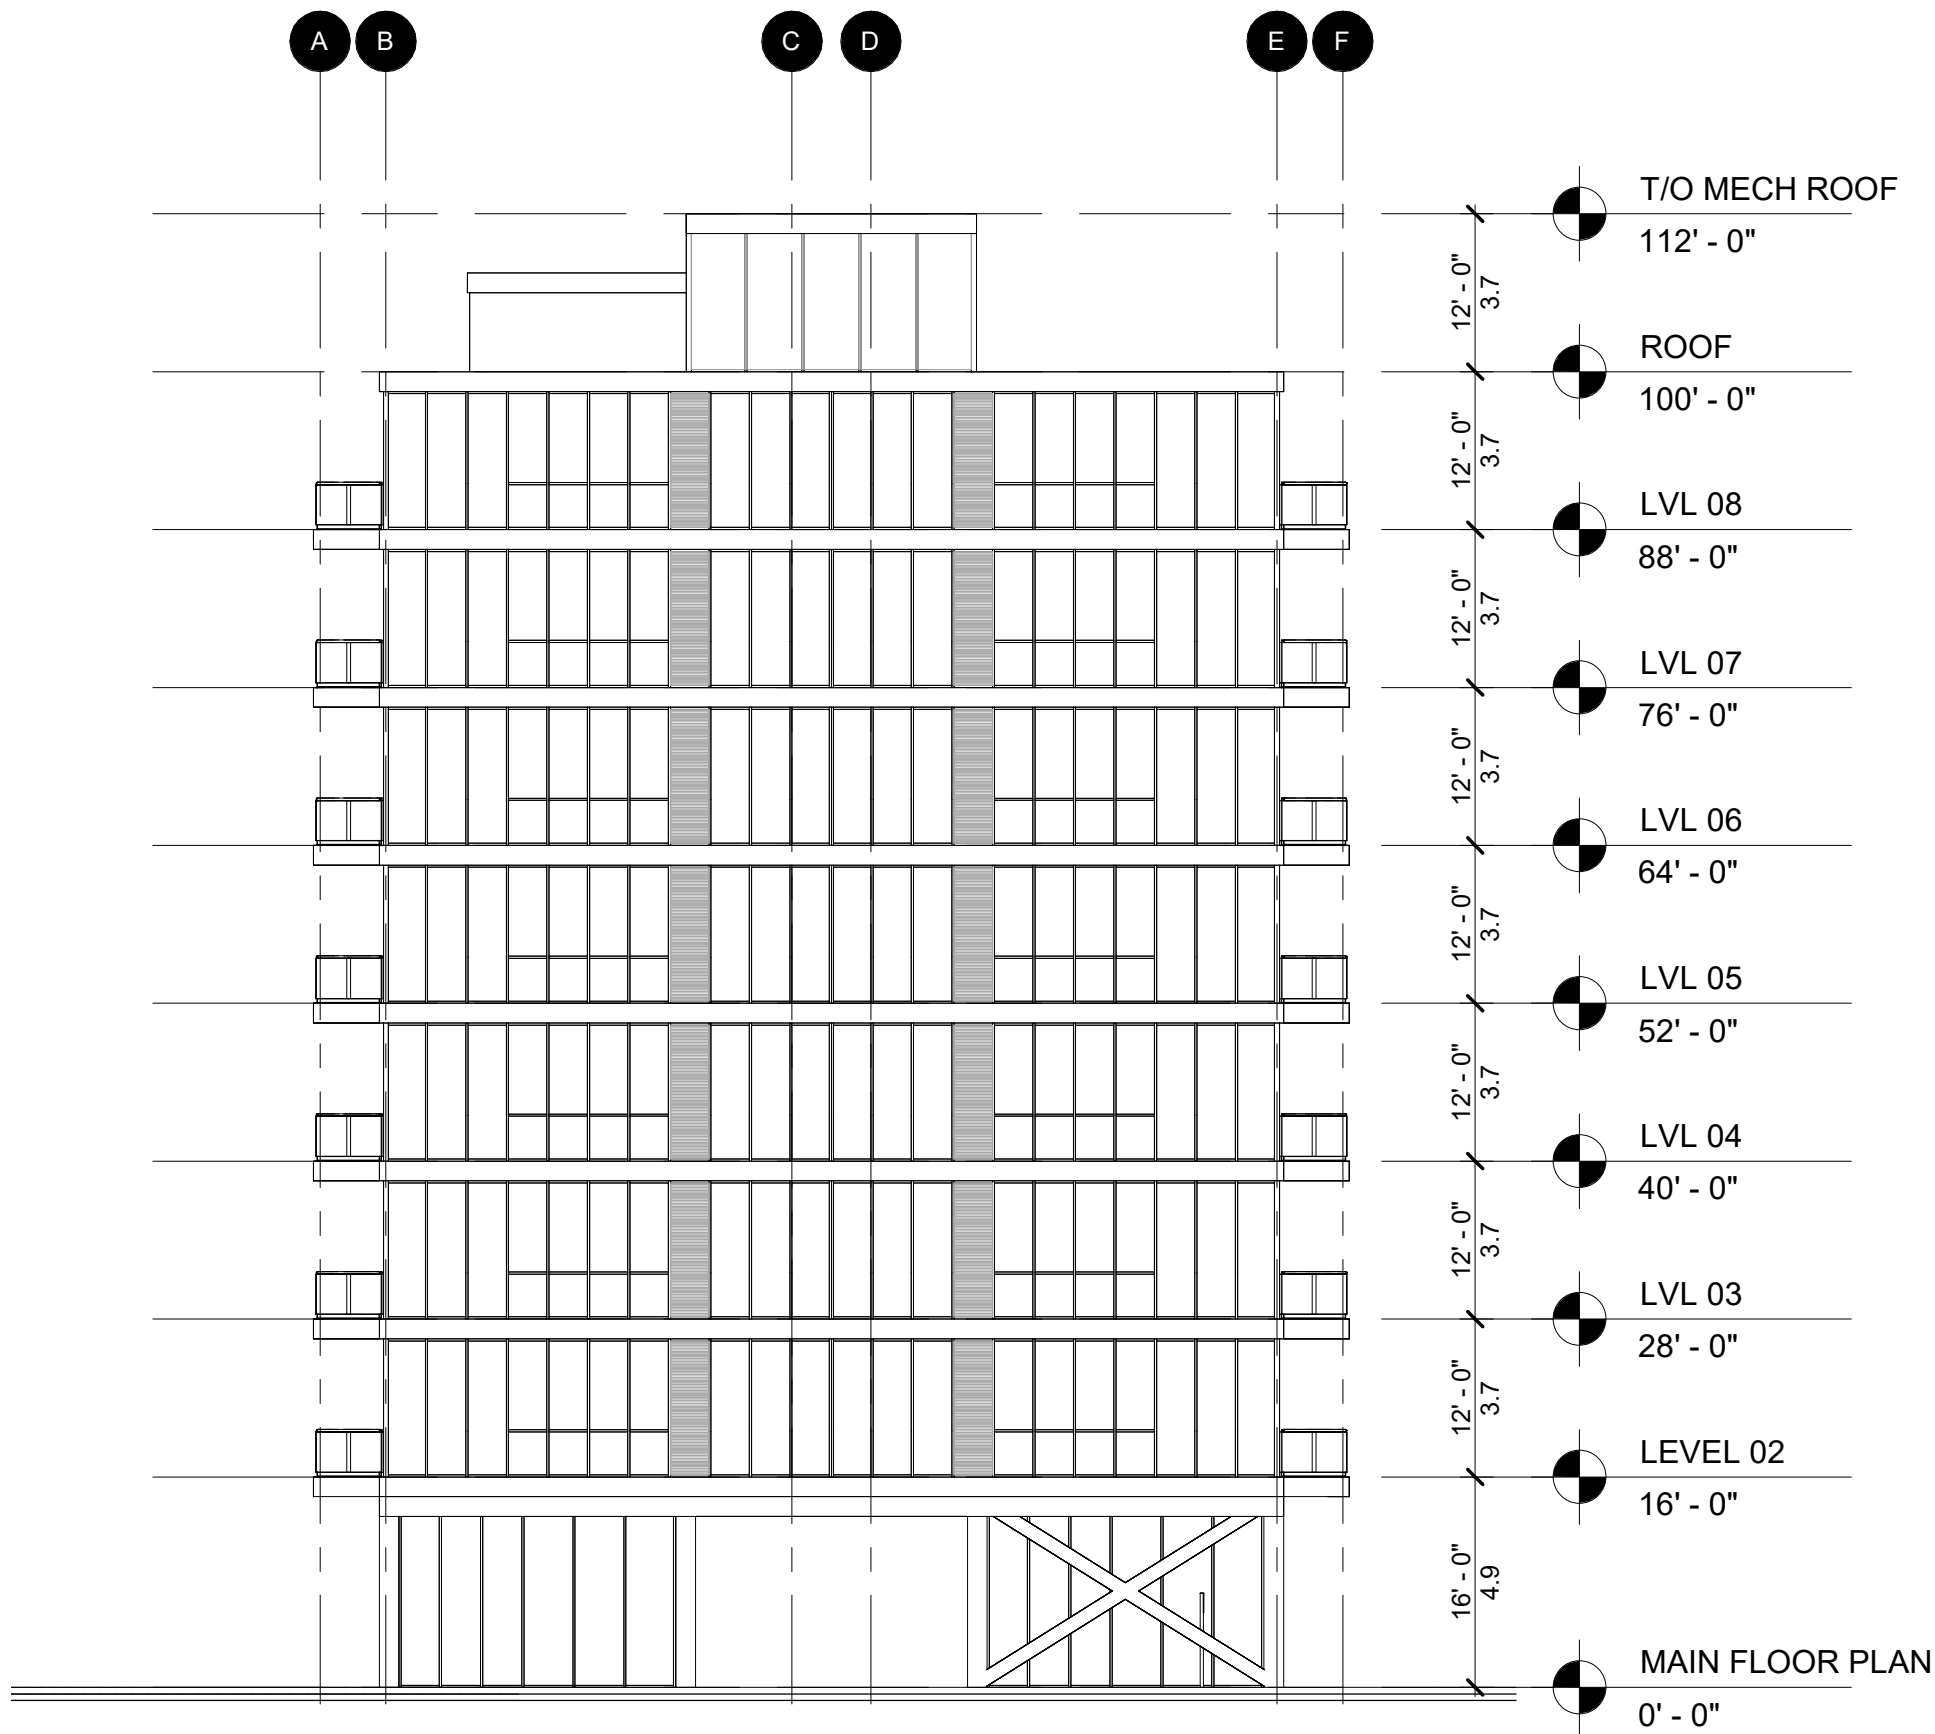 A B C D E F
T/O MECH ROOF
112' - 0"
12' - 0"
3.7
ROOF
100' - 0"
12' - 0"
3.7
LVL 08
88' - 0"
12' - 0"
3.7
LVL 07
76' - 0"
12' - 0"
3.7
LVL 06
64' - 0"
12' - 0"
3.7
LVL 05
52' - 0"
12' - 0"
3.7
LVL 04
40' - 0"
12' - 0"
3.7
LVL 03
28' - 0"
12' - 0"
3.7
LEVEL 02
16' - 0"
16' - 0"
4.9
MAIN FLOOR PLAN
0' - 0"